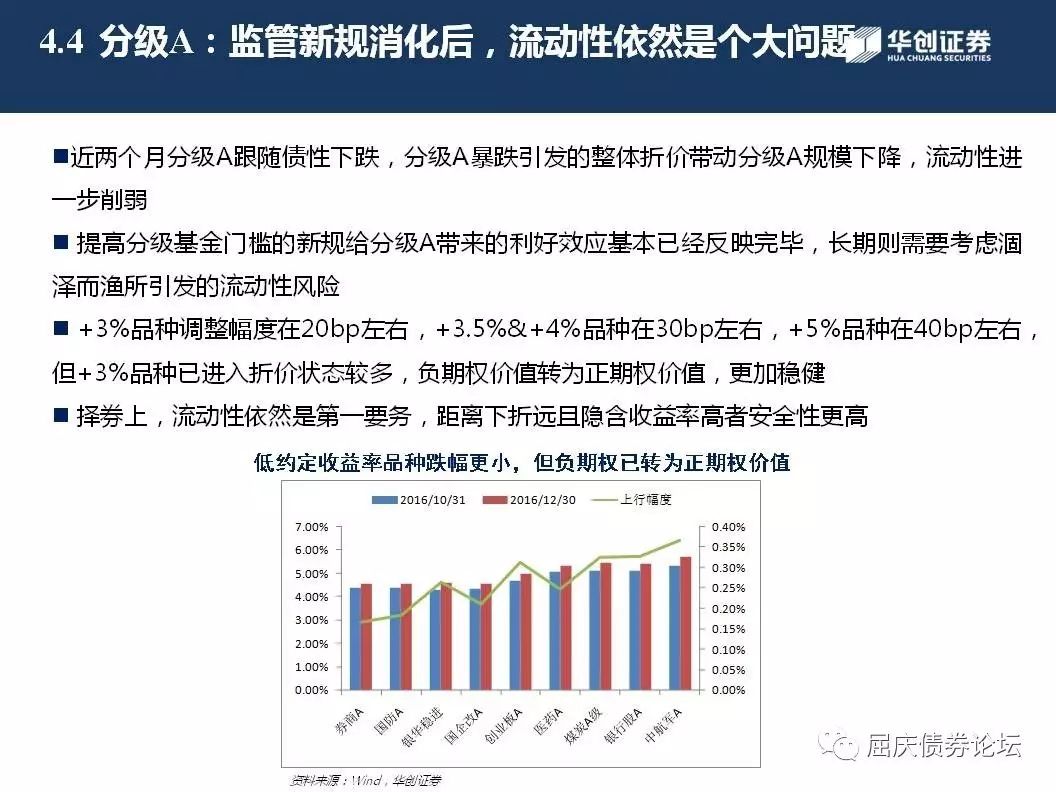 4.4 分级A：监管新规消化后，流动性依然是个大问题
华创证券
HUA CHUANG SECURITIES
■近两个月分级A跟随债性下跌，分级A暴跌引发的整体折价带动分级A规模下降，流动性进
一步削弱
■ 提高分级基金门槛的新规给分级A带来的利好效应基本已经反映完毕，长期则需要考虑涸
泽而渔所引发的流动性风险
■ +3%品种调整幅度在20bp左右，+3.5%&+4%品种在30bp左右，+5%品种在40bp左右，
但+3%品种已进入折价状态较多，负期权价值转为正期权价值，更加稳健
■ 择券上，流动性依然是第一要务，距离下折远且隐含收益率高者安全性更高
低约定收益率品种跌幅更小，但负期权已转为正期权价值
2016/10/31 2016/12/30 上行幅度
7.00% 0.40%
6.00% 0.35%
5.00% 0.30%
4.00% 0.25%
3.00% 0.20%
2.00% 0.15%
1.00% 0.10%
0.00% 0.05%
0.00%
券商A 国防A 银华稳进 国企改A 创业板A 医药A 煤炭A级 银行股A 中航军A
屈庆债券论坛
资料来源：Wind，华创证券